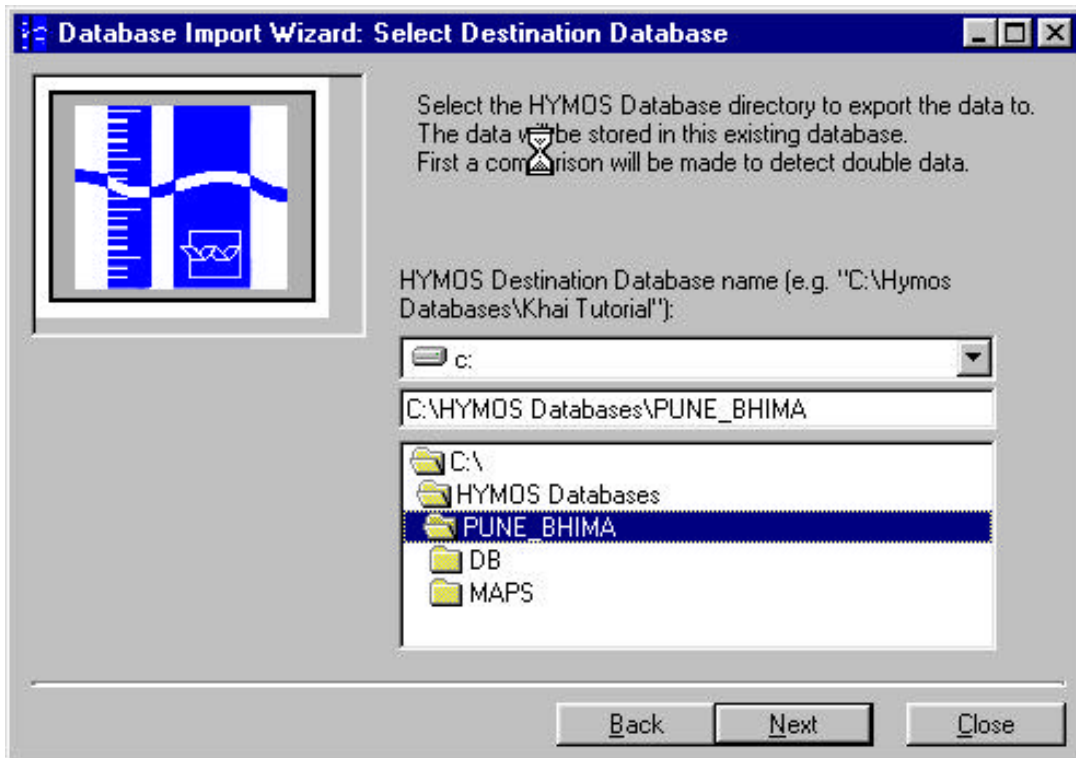 Database Import Wizard: Select Destination Database
Select the HYMOS Database directory to export the data to.
The data be stored in this existing database.
First a com rison will be made to detect double data.
HYMOS Destination Database name (e.g. "C:\Hymos
Databases\Khai Tutorial"):
c:
C:\HYMOS Databases\PUNE_BHIMA
C:\
HYMOS Databases
PUNE_BHIMA
DB
MAPS
Back
Next
Close